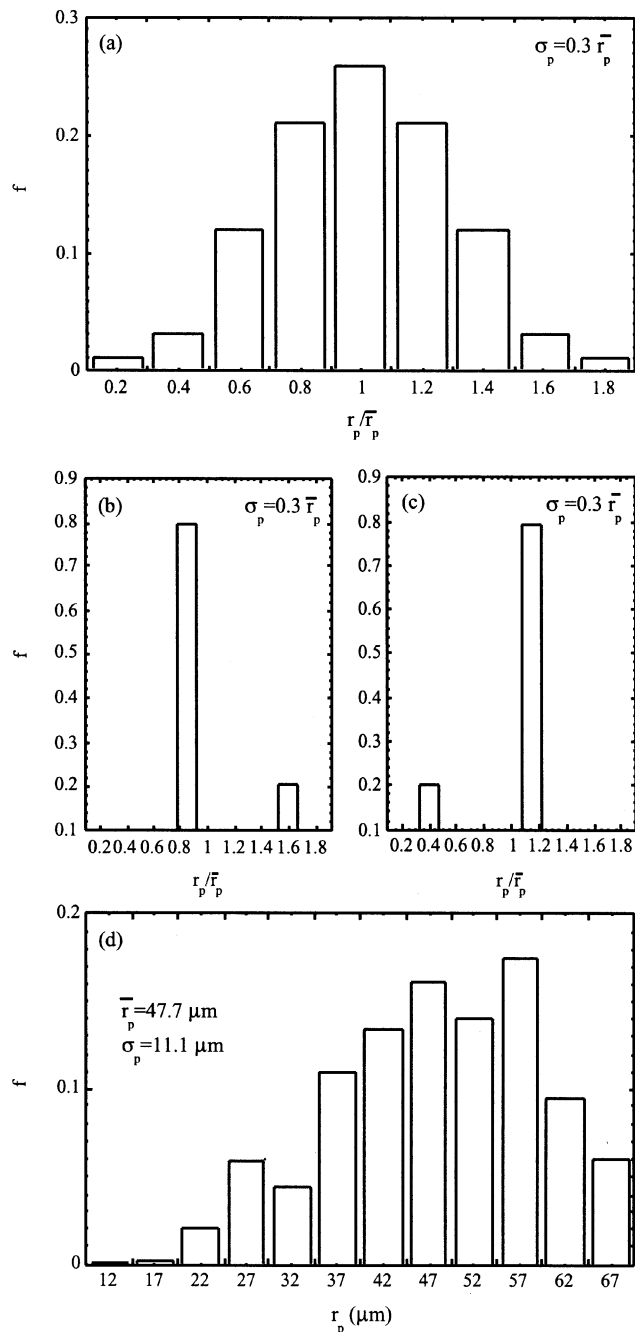 (a)
σp=0.3 r̄p
0.3
0.2
0.1
0
f
0.2 0.4 0.6 0.8 1 1.2 1.4 1.6 1.8
rp/r̄p
(b)
σp=0.3 r̄p
0.9
0.8
0.7
0.6
0.5
0.4
0.3
0.2
0.1
f
0.2 0.4 0.6 0.8 1 1.2 1.4 1.6 1.8
rp/r̄p
(c)
σp=0.3 r̄p
0.9
0.8
0.7
0.6
0.5
0.4
0.3
0.2
0.1
0.2 0.4 0.6 0.8 1 1.2 1.4 1.6 1.8
rp/r̄p
(d)
r̄p=47.7 μm
σp=11.1 μm
0.2
0.1
0
f
12 17 22 27 32 37 42 47 52 57 62 67
rp (μm)